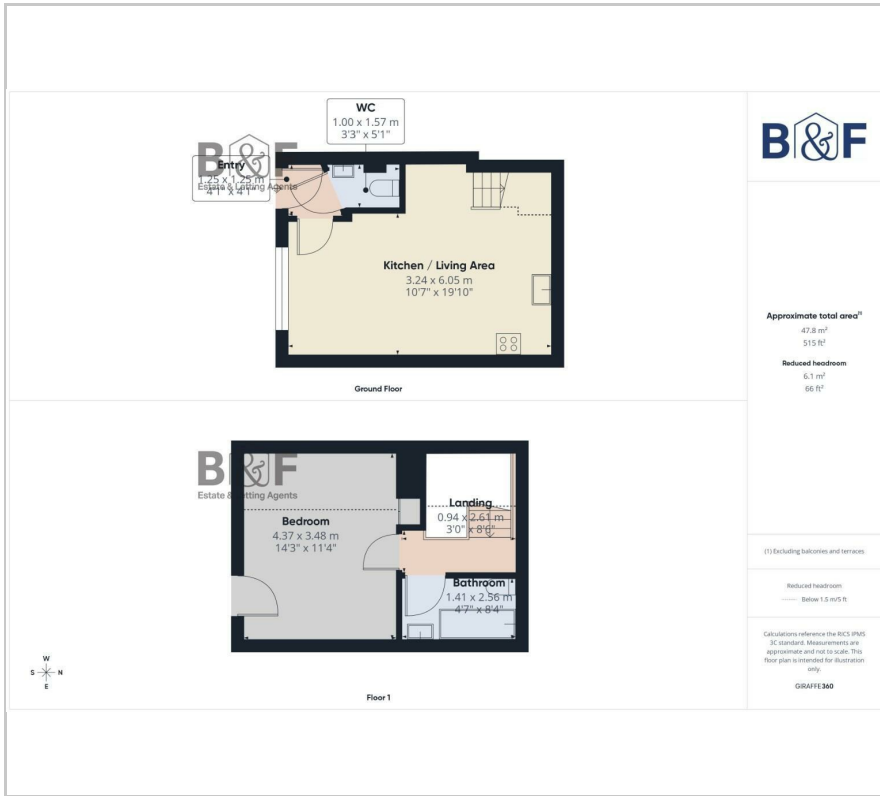 WC
1.00 x 1.57 m
3'3" x 5'1"
B&F
Estate & Letting Agents
Entry
1.25 x 1.25 m
4'1" x 4'1"
Kitchen / Living Area
3.24 x 6.05 m
10'7" x 19'10"
Ground Floor
B&F
Estate & Letting Agents
Bedroom
4.37 x 3.48 m
14'3" x 11'4"
Landing
0.94 x 2.61 m
3'0" x 8'6"
Bathroom
1.41 x 2.56 m
4'7" x 8'4"
W
S N
E
Floor 1
B&F
Approximate total area(1)
47.8 m²
515 ft²
Reduced headroom
6.1 m²
66 ft²
(1) Excluding balconies and terraces
Reduced headroom
Below 1.5 m/5 ft
Calculations reference the RICS IPMS
3C standard. Measurements are
approximate and not to scale. This
floor plan is intended for illustration
only.
GIRAFFE360